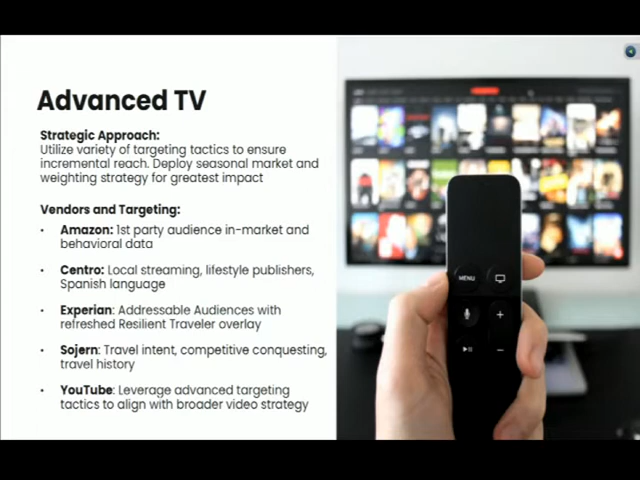 Advanced TV
Strategic Approach:
Utilize variety of targeting tactics to ensure
incremental reach. Deploy seasonal market and
weighting strategy for greatest impact
Vendors and Targeting:
• Amazon: 1st party audience in-market and
behavioral data
• Centro: Local streaming, lifestyle publishers,
Spanish language
• Experian: Addressable Audiences with
refreshed Resilient Traveler overlay
• Sojern: Travel intent, competitive conquesting,
travel history
• YouTube: Leverage advanced targeting
tactics to align with broader video strategy
MENU